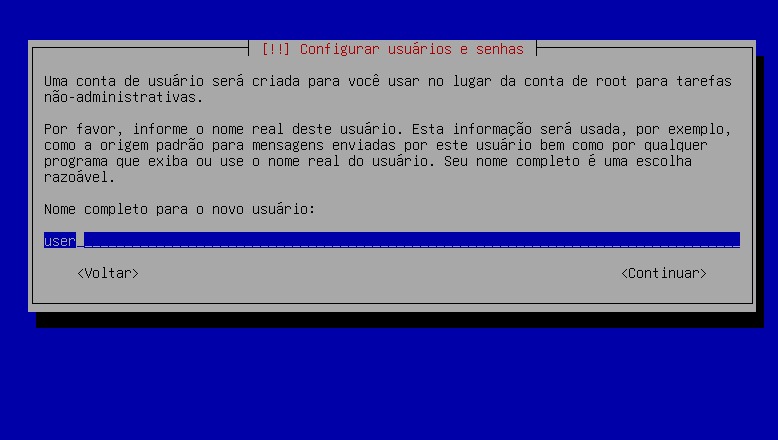 [!!] Configurar usuários e senhas
Uma conta de usuário será criada para você usar no lugar da conta de root para tarefas
não-administrativas.
Por favor, informe o nome real deste usuário. Esta informação será usada, por exemplo,
como a origem padrão para mensagens enviadas por este usuário bem como por qualquer
programa que exiba ou use o nome real do usuário. Seu nome completo é uma escolha
razoável.
Nome completo para o novo usuário:
user
<Voltar> <Continuar>